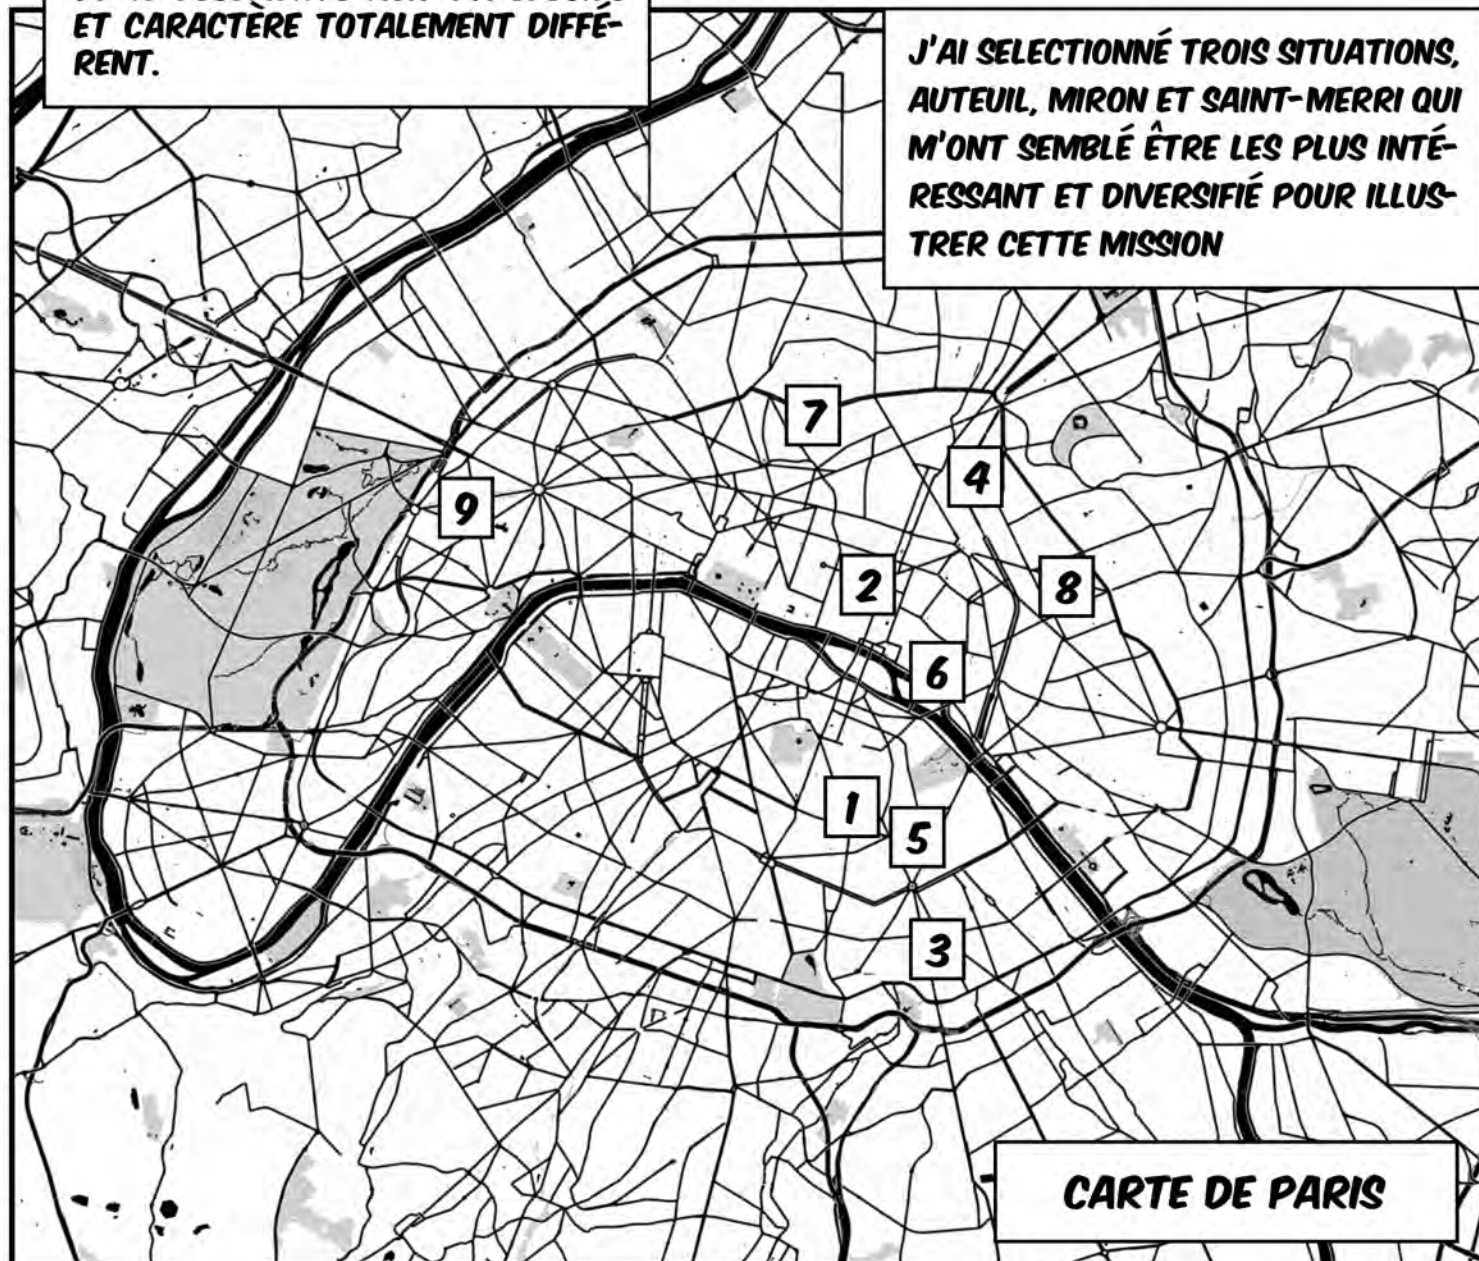 ET CARACTÈRE TOTALEMENT DIFFÉ-
RENT.
J'AI SELECTIONNÉ TROIS SITUATIONS,
AUTEUIL, MIRON ET SAINT-MERRI QUI
M'ONT SEMBLÉ ÊTRE LES PLUS INTÉ-
RESSANT ET DIVERSIFIÉ POUR ILLUS-
TRER CETTE MISSION
7
4
9
2
8
6
1
5
3
CARTE DE PARIS